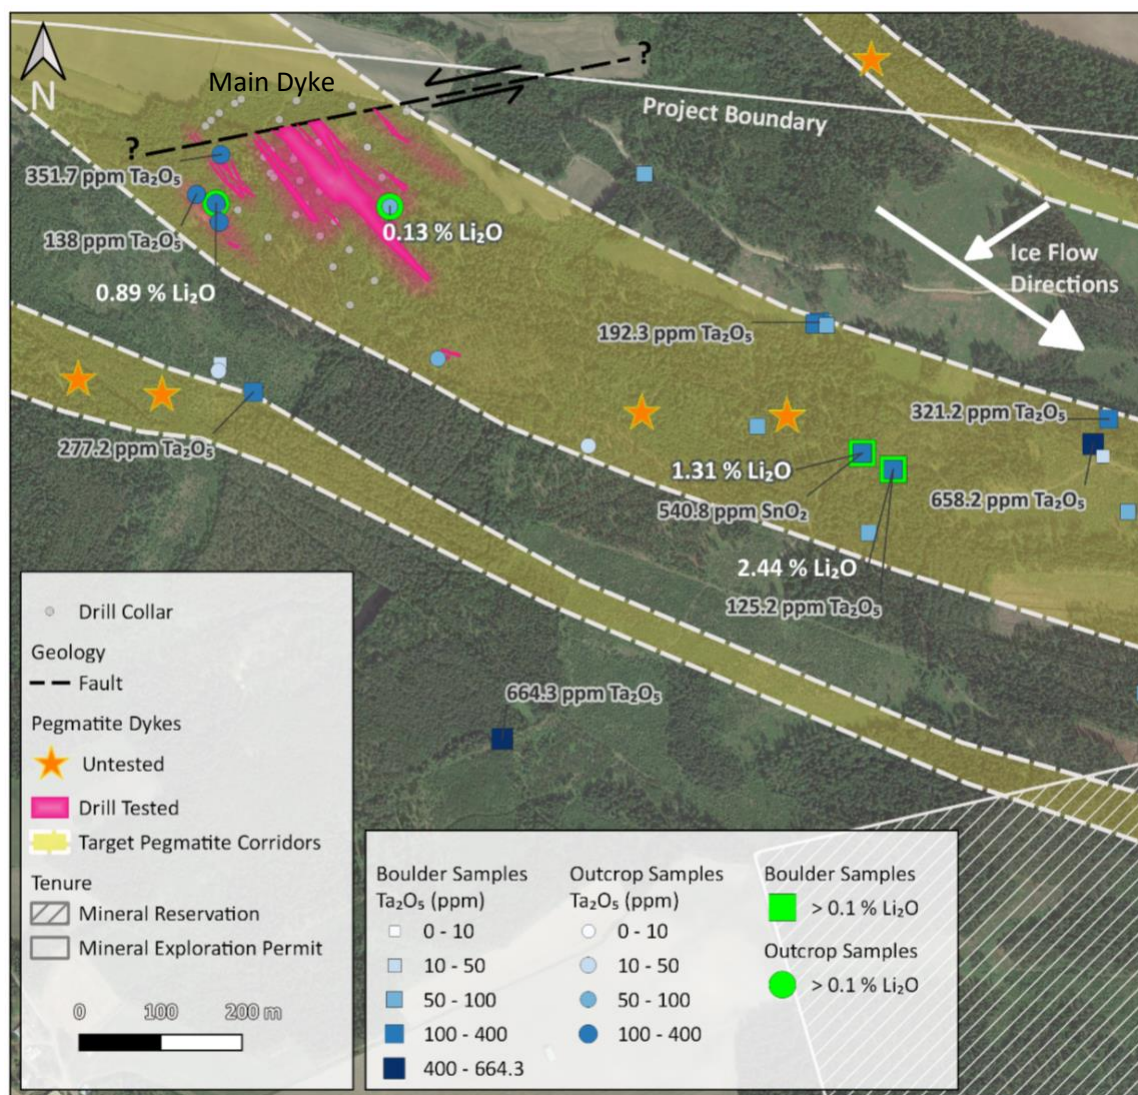 ?
Main Dyke
N
Project Boundary
?
351.7 ppm Ta₂O₅
138 ppm Ta₂O₅
0.13 % Li₂O
Ice Flow
Directions
0.89 % Li₂O
192.3 ppm Ta₂O₅
321.2 ppm Ta₂O₅
277.2 ppm Ta₂O₅
1.31 % Li₂O
540.8 ppm SnO₂
658.2 ppm Ta₂O₅
2.44 % Li₂O
125.2 ppm Ta₂O₅
664.3 ppm Ta₂O₅
Drill Collar
Geology
Fault
Pegmatite Dykes
Untested
Drill Tested
Target Pegmatite Corridors
Tenure
Mineral Reservation
Mineral Exploration Permit
0 100 200 m
Boulder Samples
Ta₂O₅ (ppm)
0 - 10
10 - 50
50 - 100
100 - 400
400 - 664.3
Outcrop Samples
Ta₂O₅ (ppm)
0 - 10
10 - 50
50 - 100
100 - 400
Boulder Samples
> 0.1 % Li₂O
Outcrop Samples
> 0.1 % Li₂O